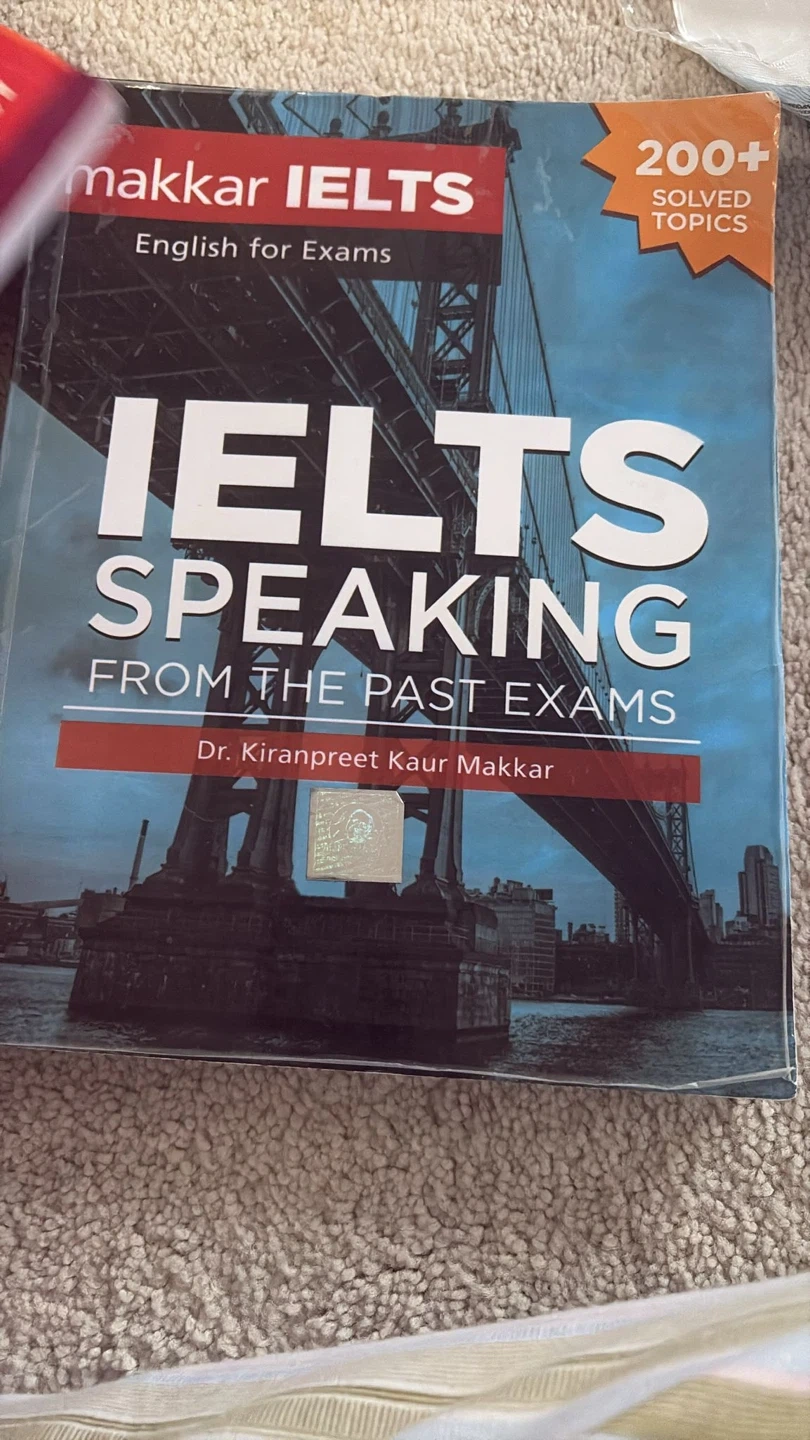 makkar IELTS
English for Exams
200+
SOLVED
TOPICS
IELTS
SPEAKING
FROM THE PAST EXAMS
Dr. Kiranpreet Kaur Makkar